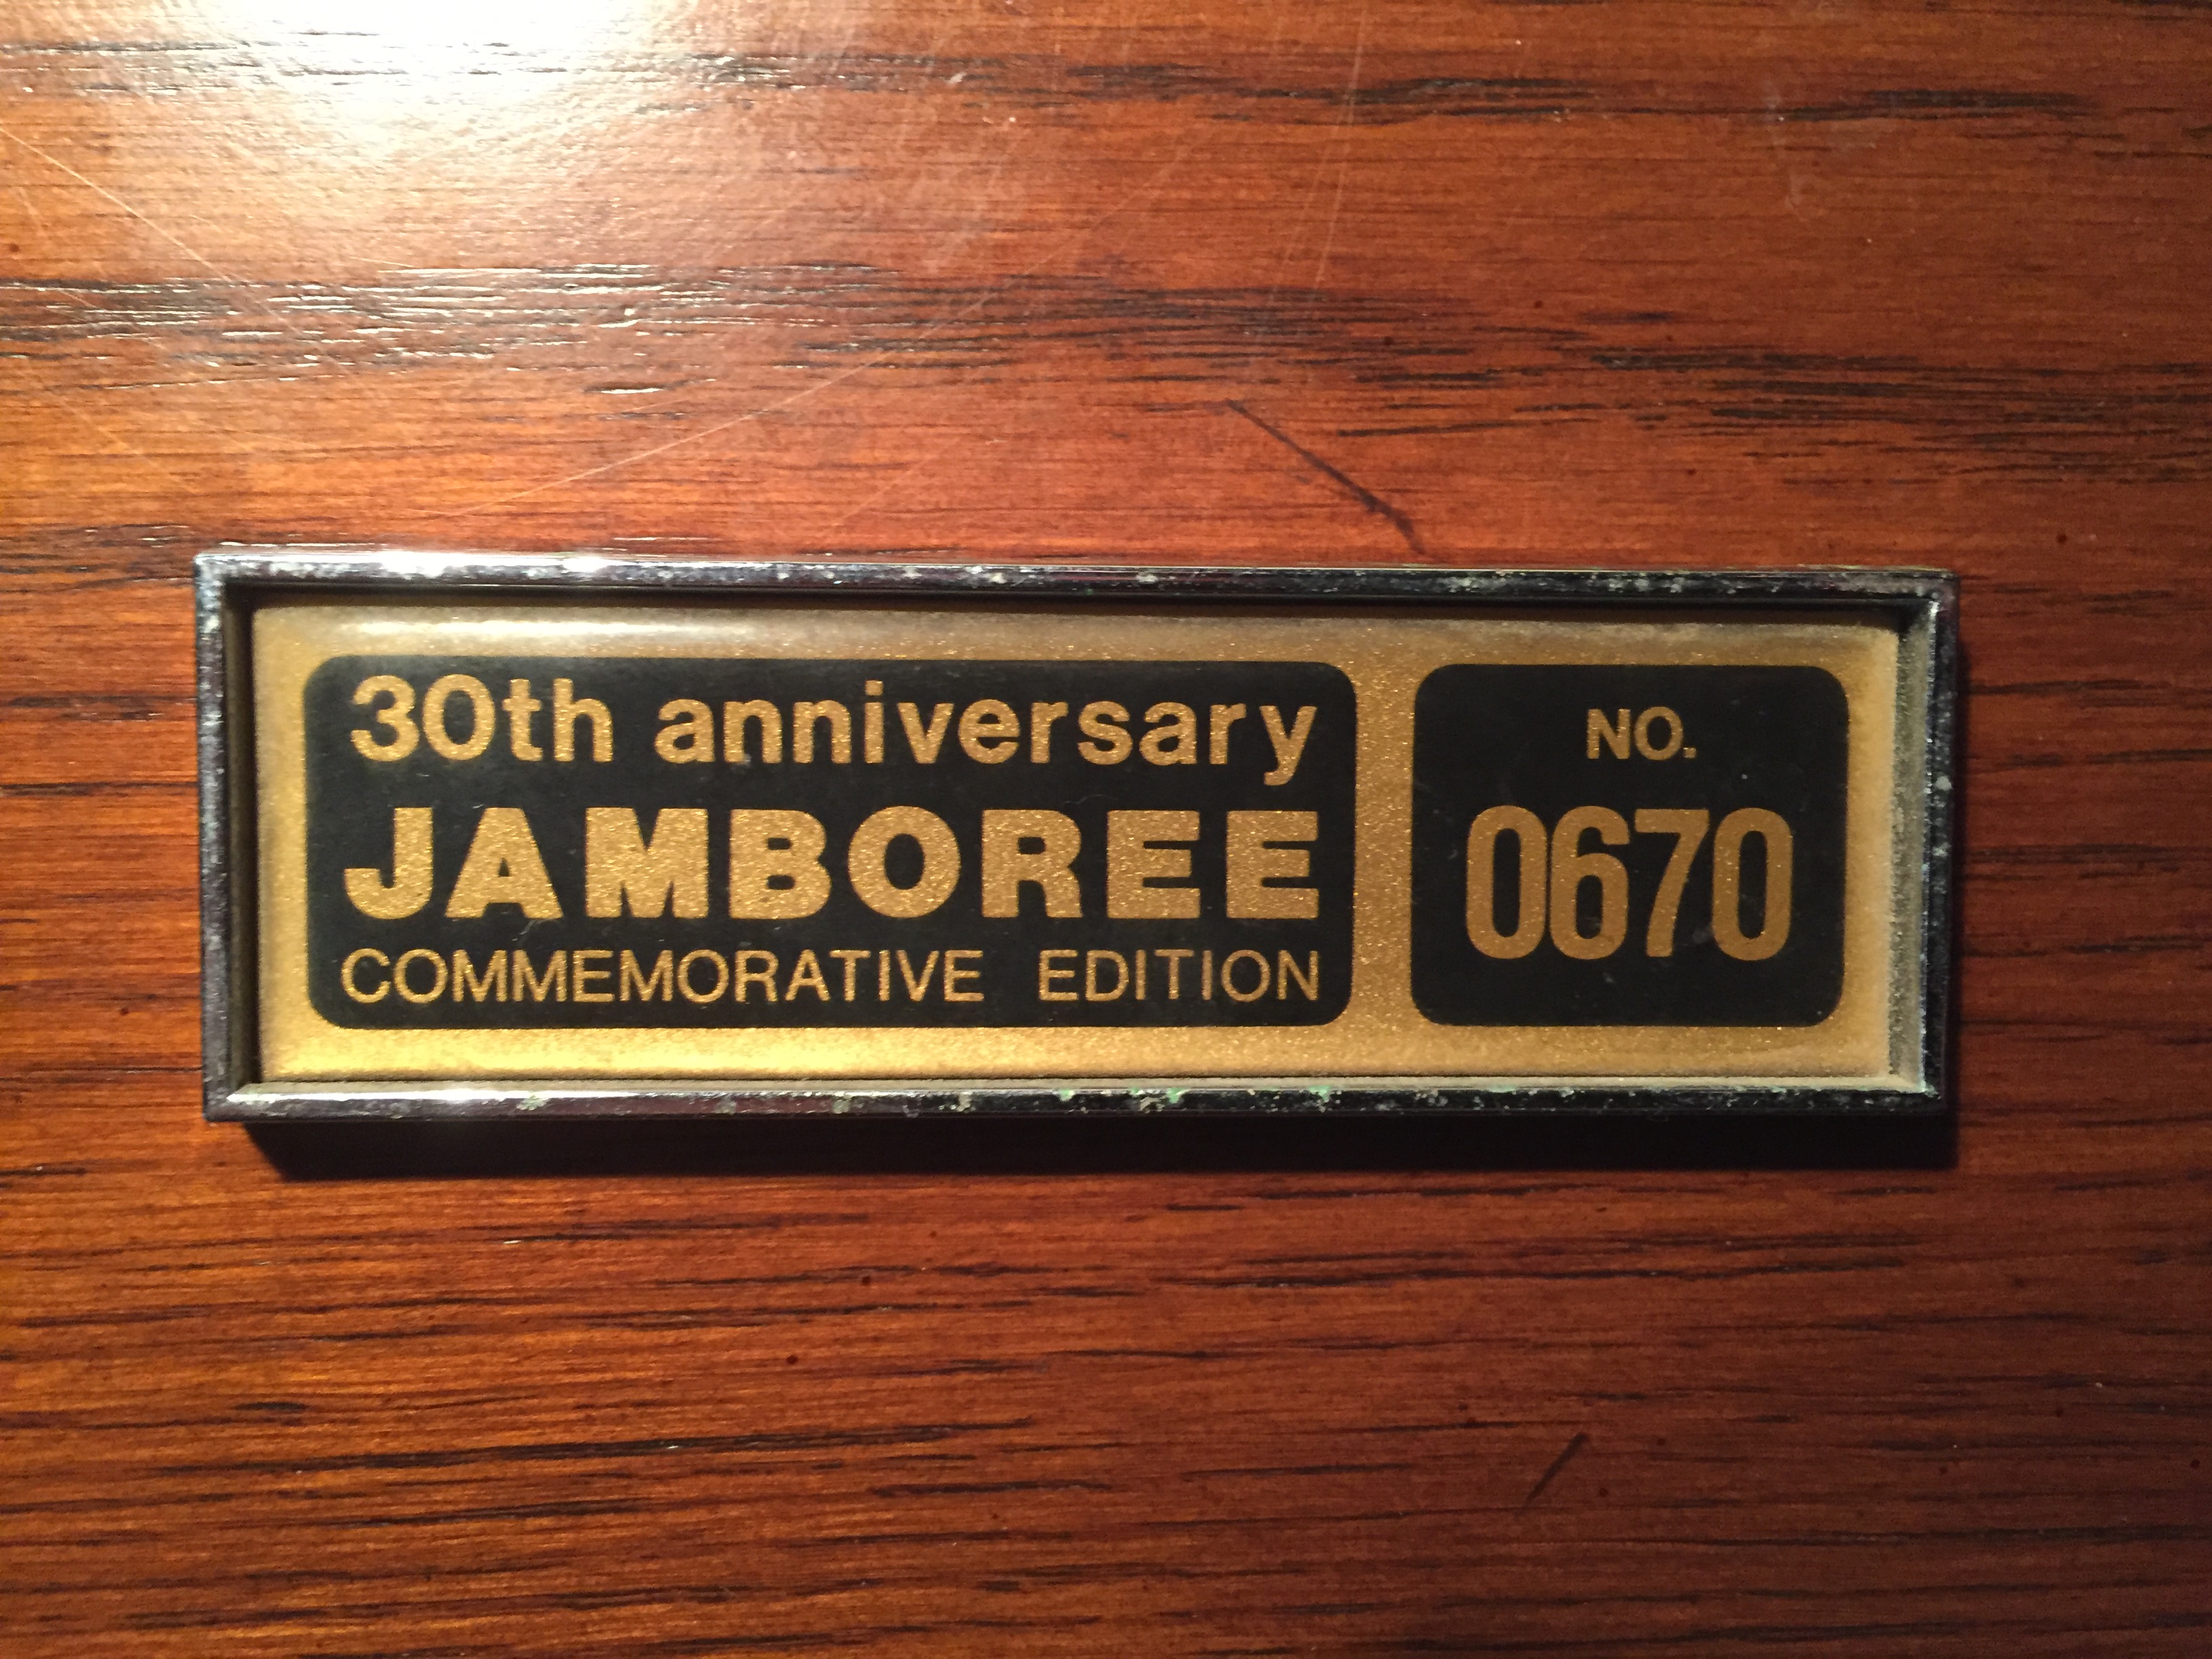 30th anniversary
JAMBOREE
COMMEMORATIVE EDITION
NO.
0670